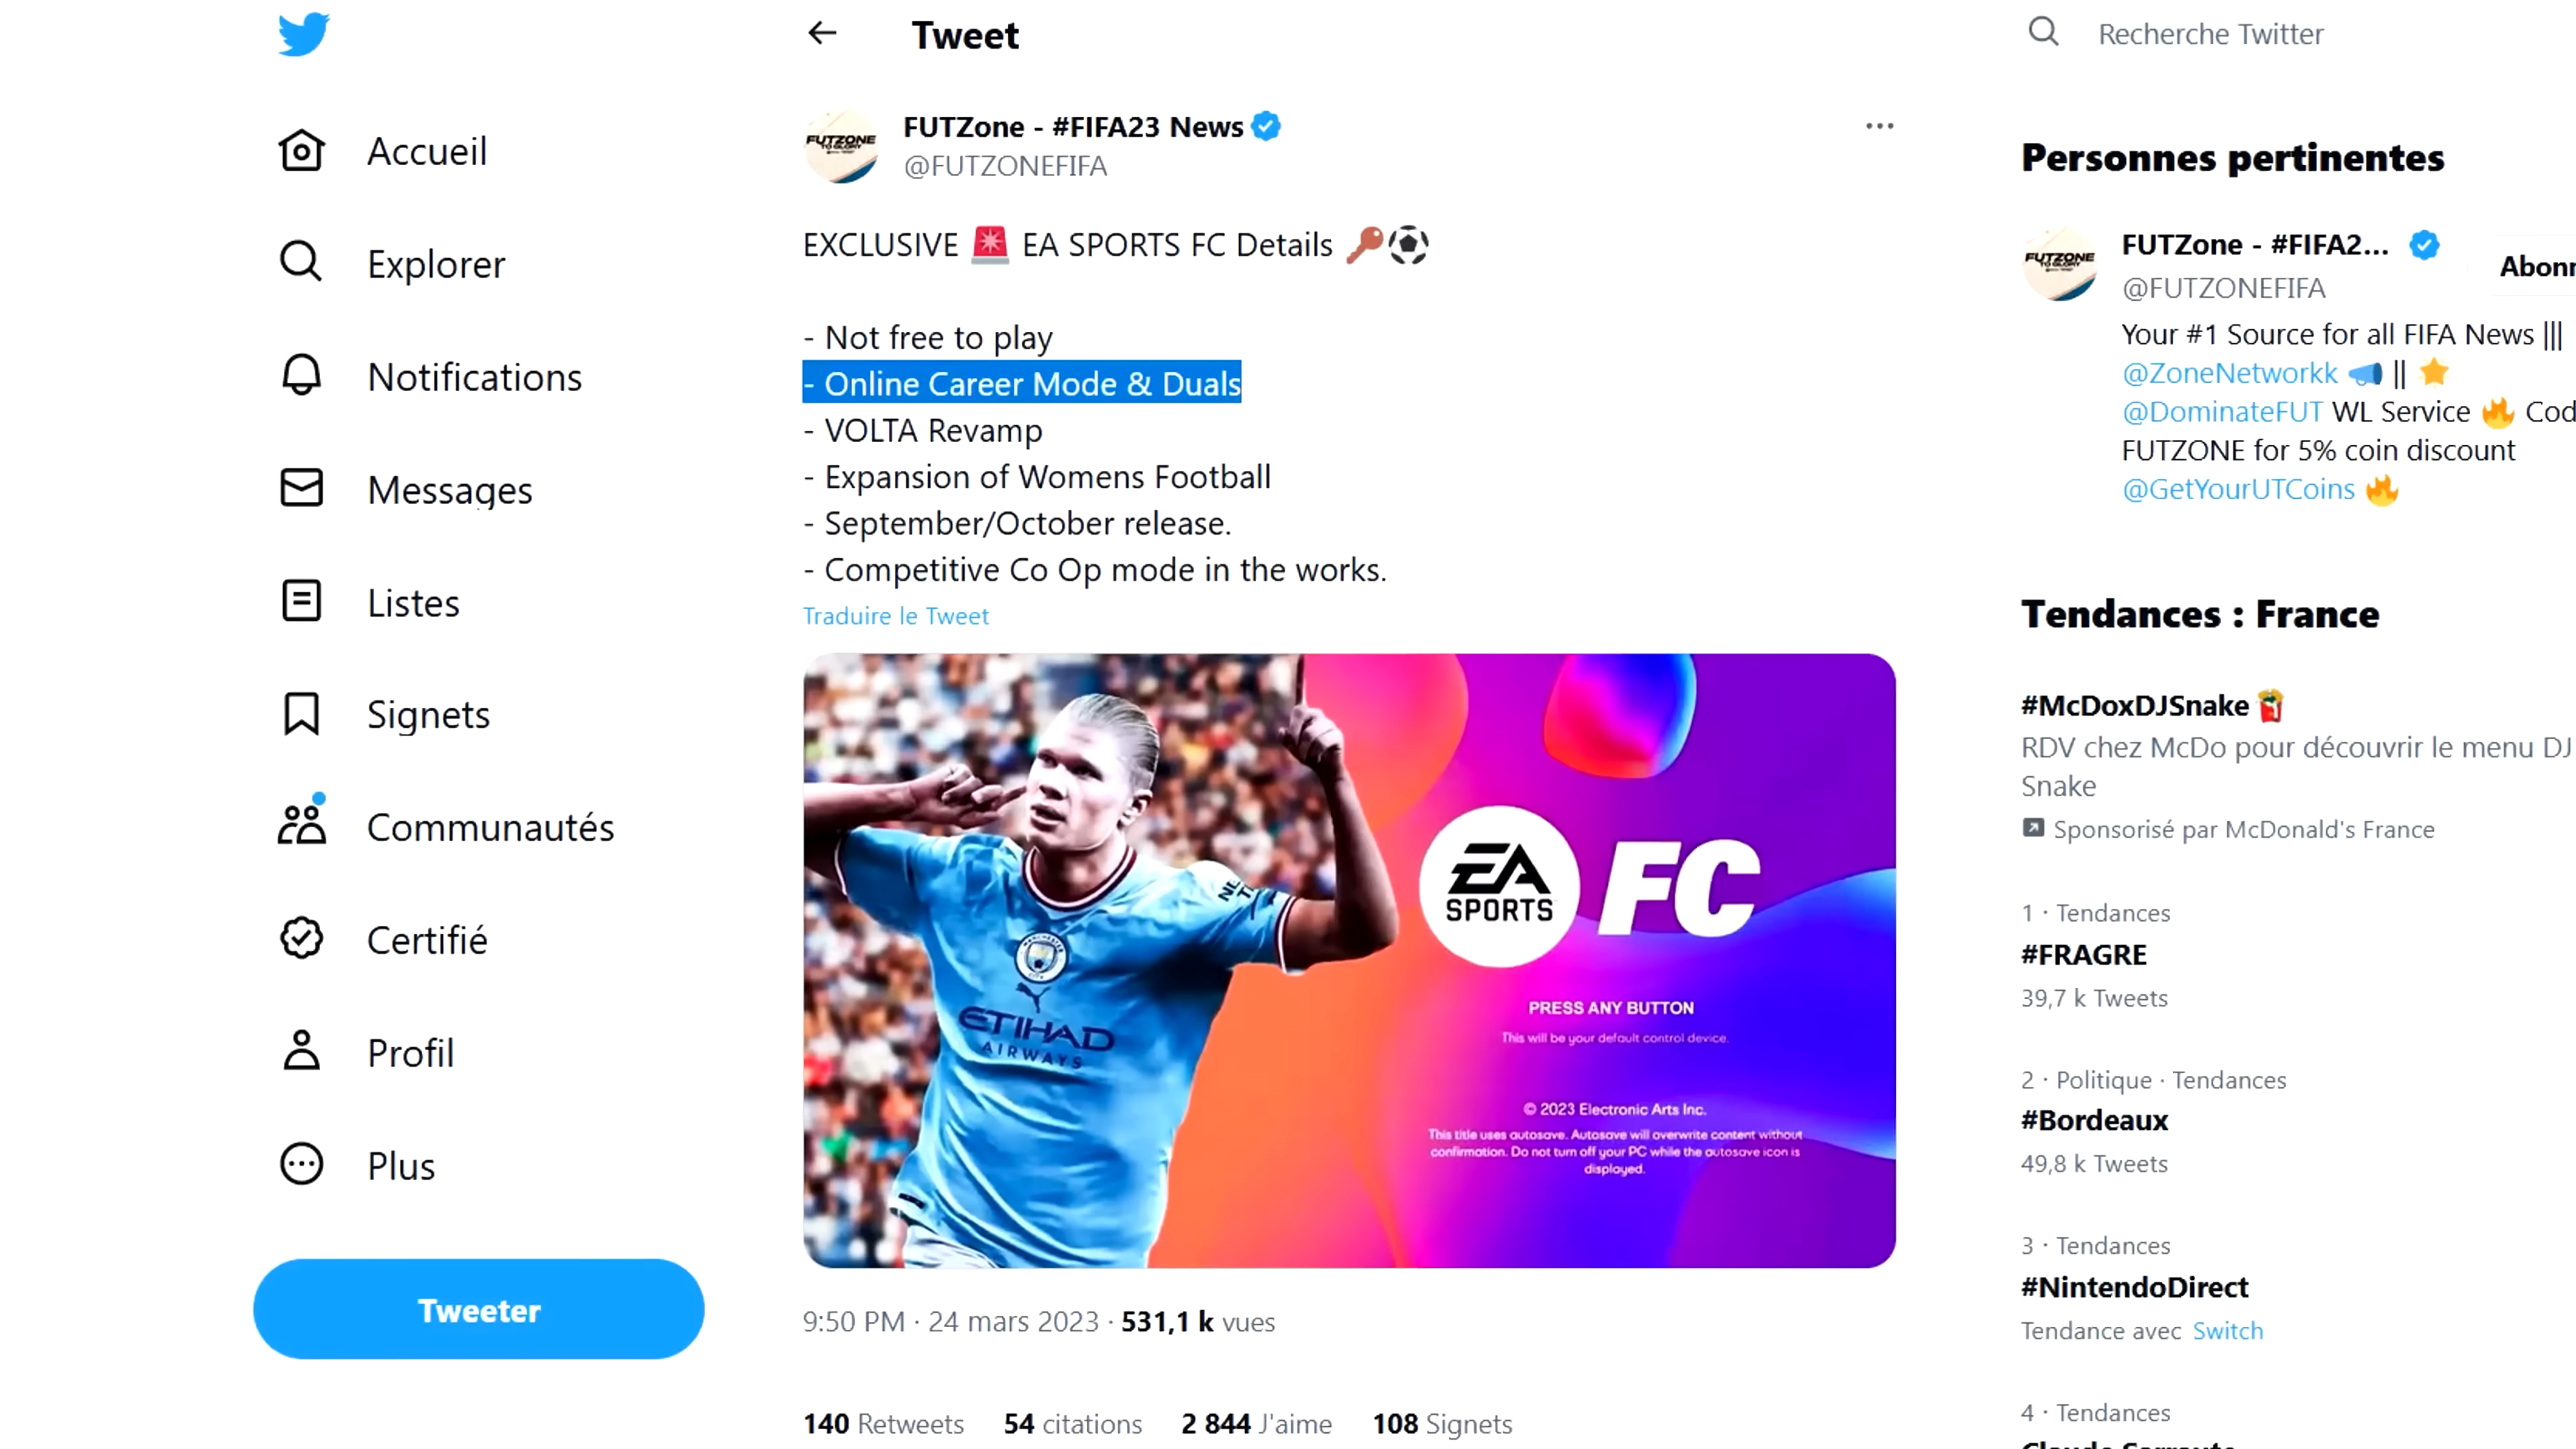 Tweet
Recherche Twitter
Accueil
Explorer
Notifications
Messages
Listes
Signets
Communautés
Certifié
Profil
Plus
Tweeter
FUTZONE
TO GLORY
FUTZone - #FIFA23 News
@FUTZONEFIFA
EXCLUSIVE 🚨 EA SPORTS FC Details 🔑⚽
- Not free to play
- Online Career Mode & Duals
- VOLTA Revamp
- Expansion of Womens Football
- September/October release.
- Competitive Co Op mode in the works.
Traduire le Tweet
MANCHESTER
CITY
ETIHAD
AIRWAYS
EA
SPORTS
FC
PRESS ANY BUTTON
This will be your default control device.
© 2023 Electronic Arts Inc.
This title uses autosave. Autosave will overwrite content without
confirmation. Do not turn off your PC while the autosave icon is
displayed.
9:50 PM · 24 mars 2023 · 531,1 k vues
140 Retweets 54 citations 2 844 J'aime 108 Signets
Personnes pertinentes
FUTZONE
TO GLORY
FUTZone - #FIFA2...
@FUTZONEFIFA
Abonn
Your #1 Source for all FIFA News |||
@ZoneNetworkk 📣 || ⭐
@DominateFUT WL Service 🔥 Cod
FUTZONE for 5% coin discount
@GetYourUTCoins 🔥
Tendances : France
#McDoxDJSnake
RDV chez McDo pour découvrir le menu DJ
Snake
Sponsorisé par McDonald's France
1 · Tendances
#FRAGRE
39,7 k Tweets
2 · Politique · Tendances
#Bordeaux
49,8 k Tweets
3 · Tendances
#NintendoDirect
Tendance avec Switch
4 · Tendances